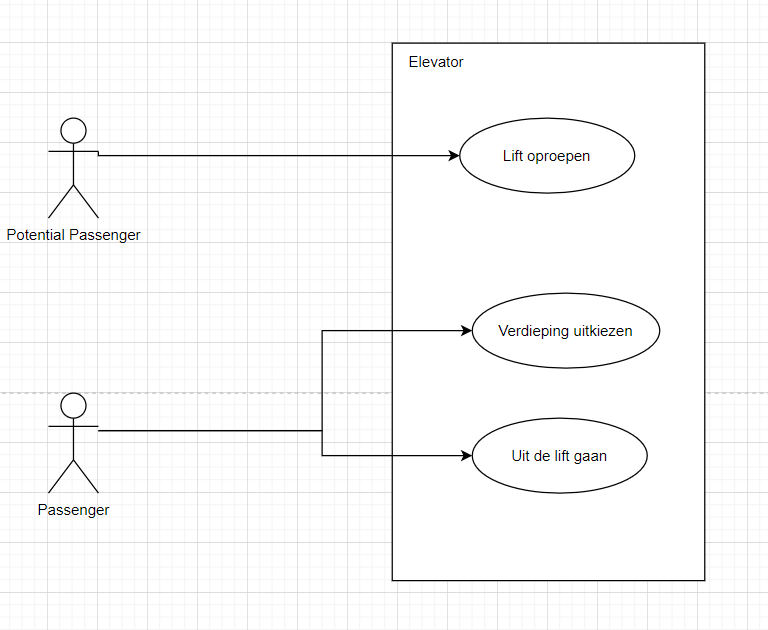 Elevator
Lift oproepen
Potential Passenger
Verdieping uitkiezen
Uit de lift gaan
Passenger